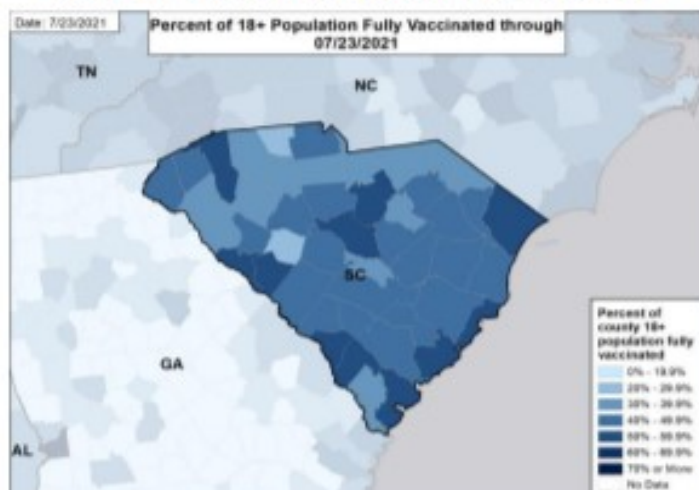 Date: 7/23/2021
Percent of 18+ Population Fully Vaccinated through
07/23/2021
TN
NC
SC
GA
AL
Percent of
county 18+
population fully
vaccinated
0% - 19.9%
20% - 29.9%
30% - 39.9%
40% - 49.9%
50% - 59.9%
60% - 69.9%
70% or More
No Data